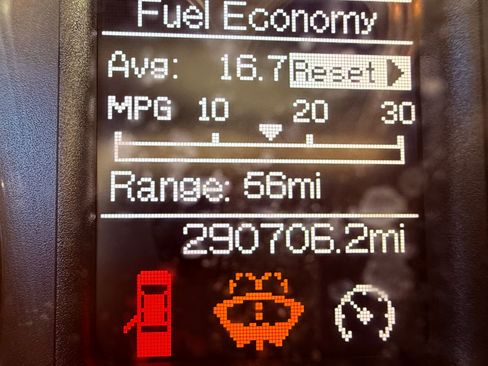 Fuel Economy
Avg: 16.7 Reset
MPG 10 20 30
Range: 56mi
290706.2mi